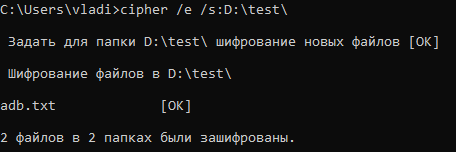 C:\Users\vladi>cipher /e /s:D:\test\
Задать для папки D:\test\ шифрование новых файлов [OK]
Шифрование файлов в D:\test\
adb.txt [OK]
2 файлов в 2 папках были зашифрованы.